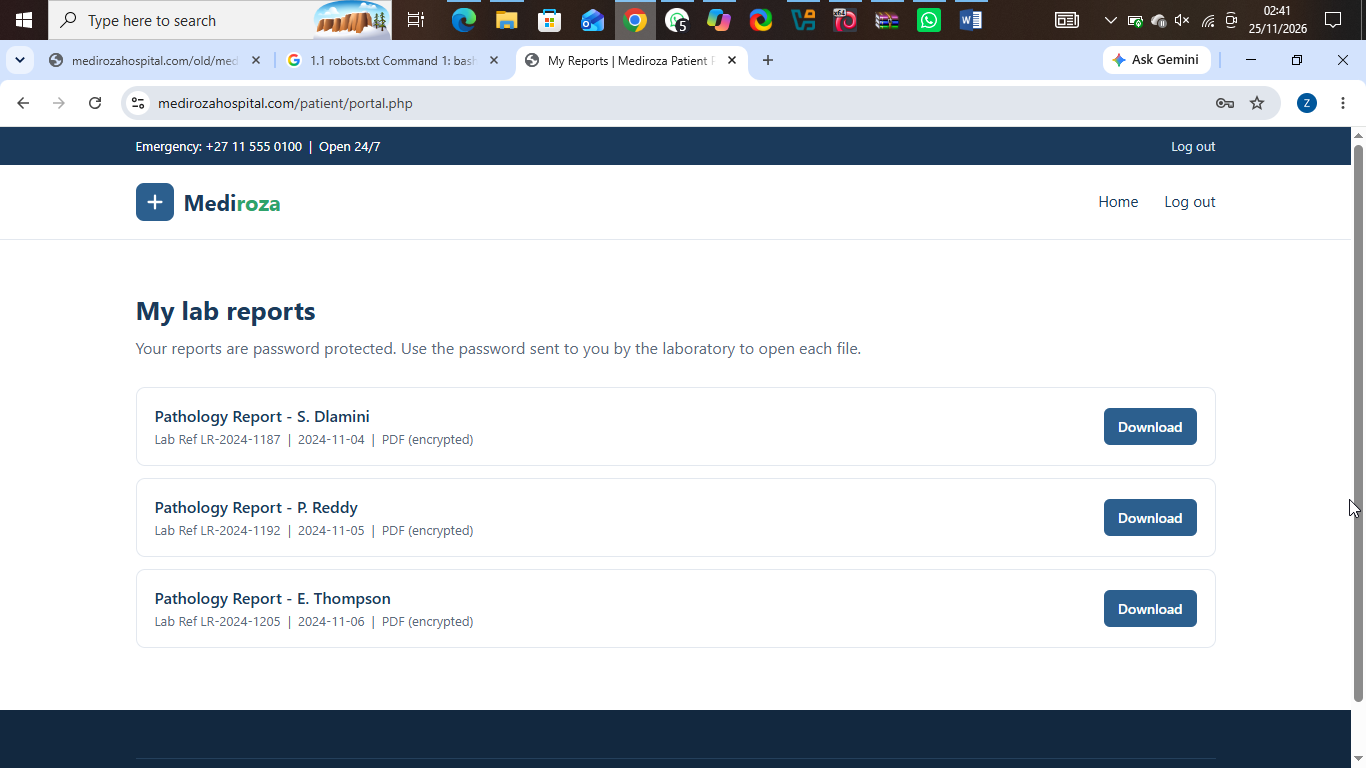 Type here to search
02:41
25/11/2026
medirozahospital.com/old/med
1.1 robots.txt Command 1: bash
My Reports | Mediroza Patient P
Ask Gemini
medirozahospital.com/patient/portal.php
Z
Emergency: +27 11 555 0100 | Open 24/7
Log out
Mediroza
Home
Log out
My lab reports
Your reports are password protected. Use the password sent to you by the laboratory to open each file.
Pathology Report - S. Dlamini
Lab Ref LR-2024-1187 | 2024-11-04 | PDF (encrypted)
Download
Pathology Report - P. Reddy
Lab Ref LR-2024-1192 | 2024-11-05 | PDF (encrypted)
Download
Pathology Report - E. Thompson
Lab Ref LR-2024-1205 | 2024-11-06 | PDF (encrypted)
Download